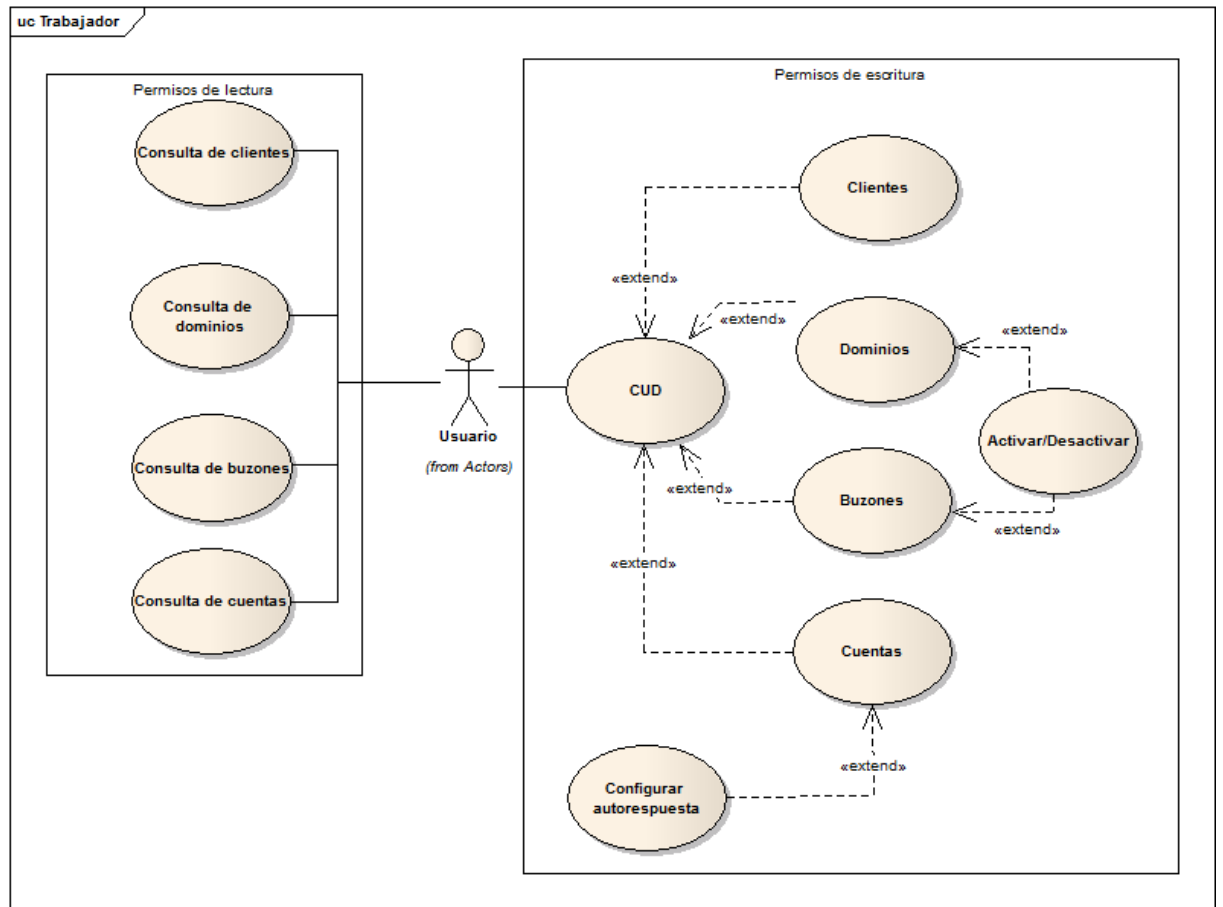 uc Trabajador
Permisos de lectura
Consulta de clientes
Consulta de
dominios
Consulta de buzones
Consulta de cuentas
Usuario
(from Actors)
Permisos de escritura
Clientes
«extend»
«extend»
Dominios
«extend»
CUD
Activar/Desactivar
«extend»
Buzones
«extend»
«extend»
Cuentas
«extend»
Configurar
autorespuesta